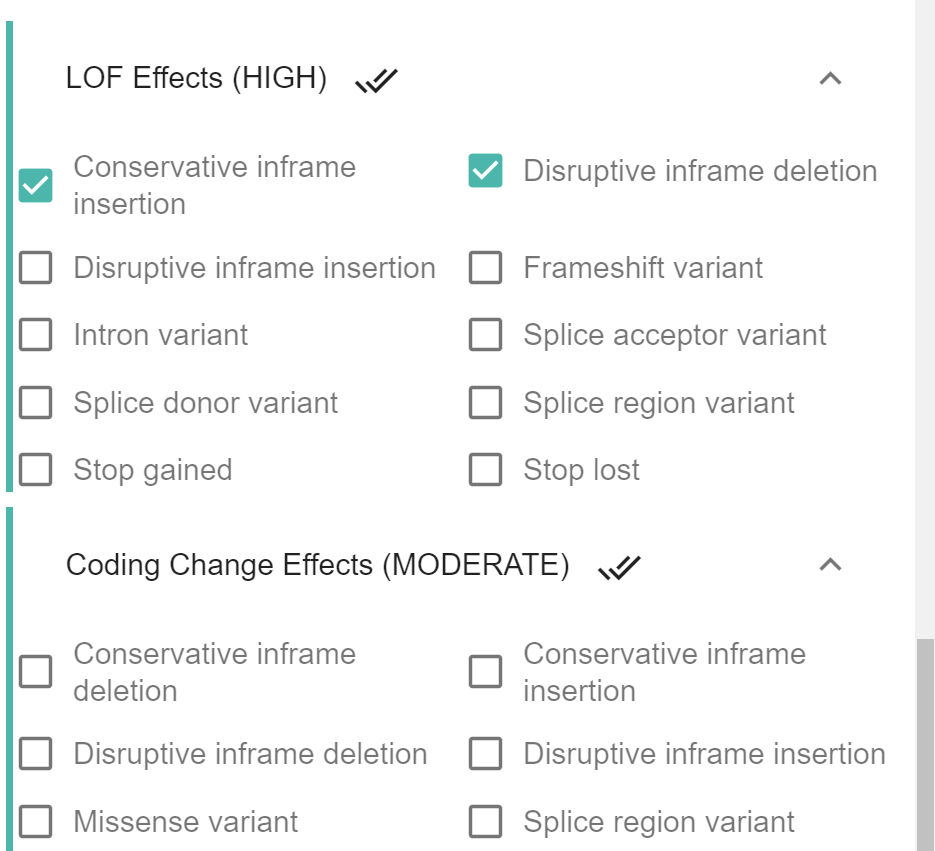 LOF Effects (HIGH)
Conservative inframe
insertion
Disruptive inframe deletion
Disruptive inframe insertion
Frameshift variant
Intron variant
Splice acceptor variant
Splice donor variant
Splice region variant
Stop gained
Stop lost
Coding Change Effects (MODERATE)
Conservative inframe
deletion
Conservative inframe
insertion
Disruptive inframe deletion
Disruptive inframe insertion
Missense variant
Splice region variant